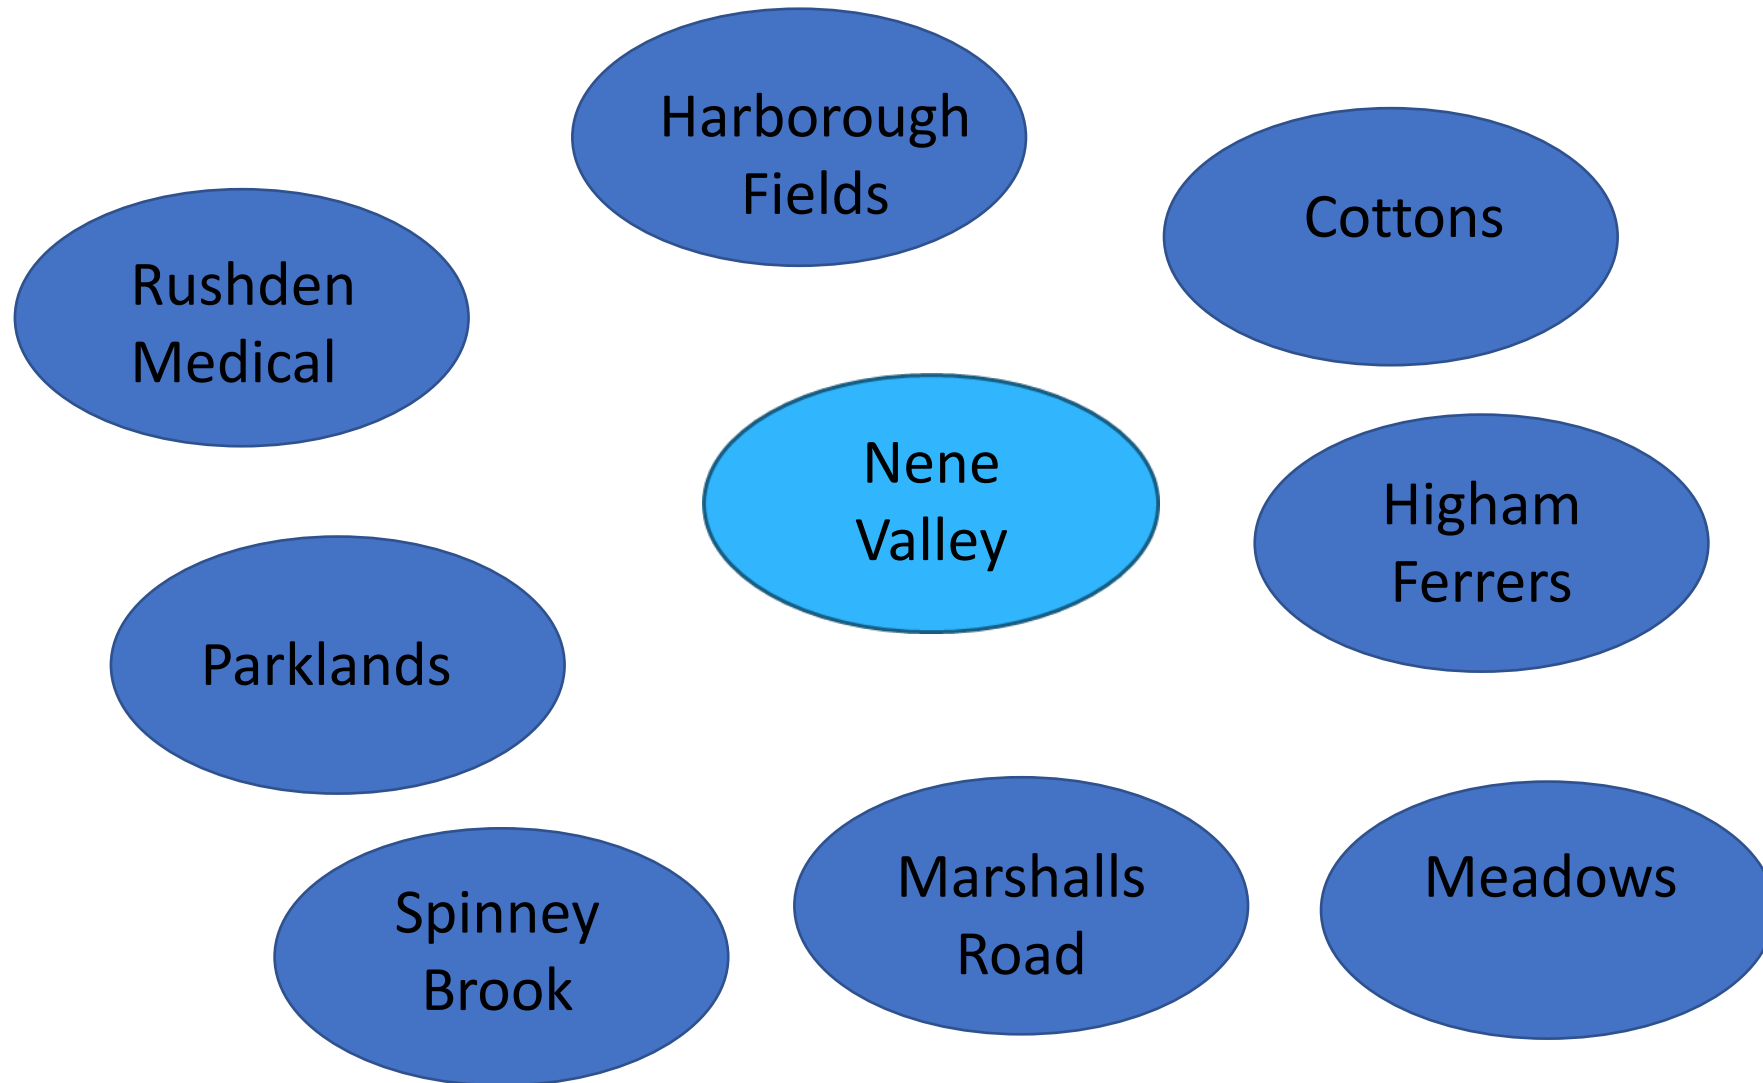 Harborough
Fields
Cottons
Rushden
Medical
Nene
Valley
Higham
Ferrers
Parklands
Spinney
Brook
Marshalls
Road
Meadows